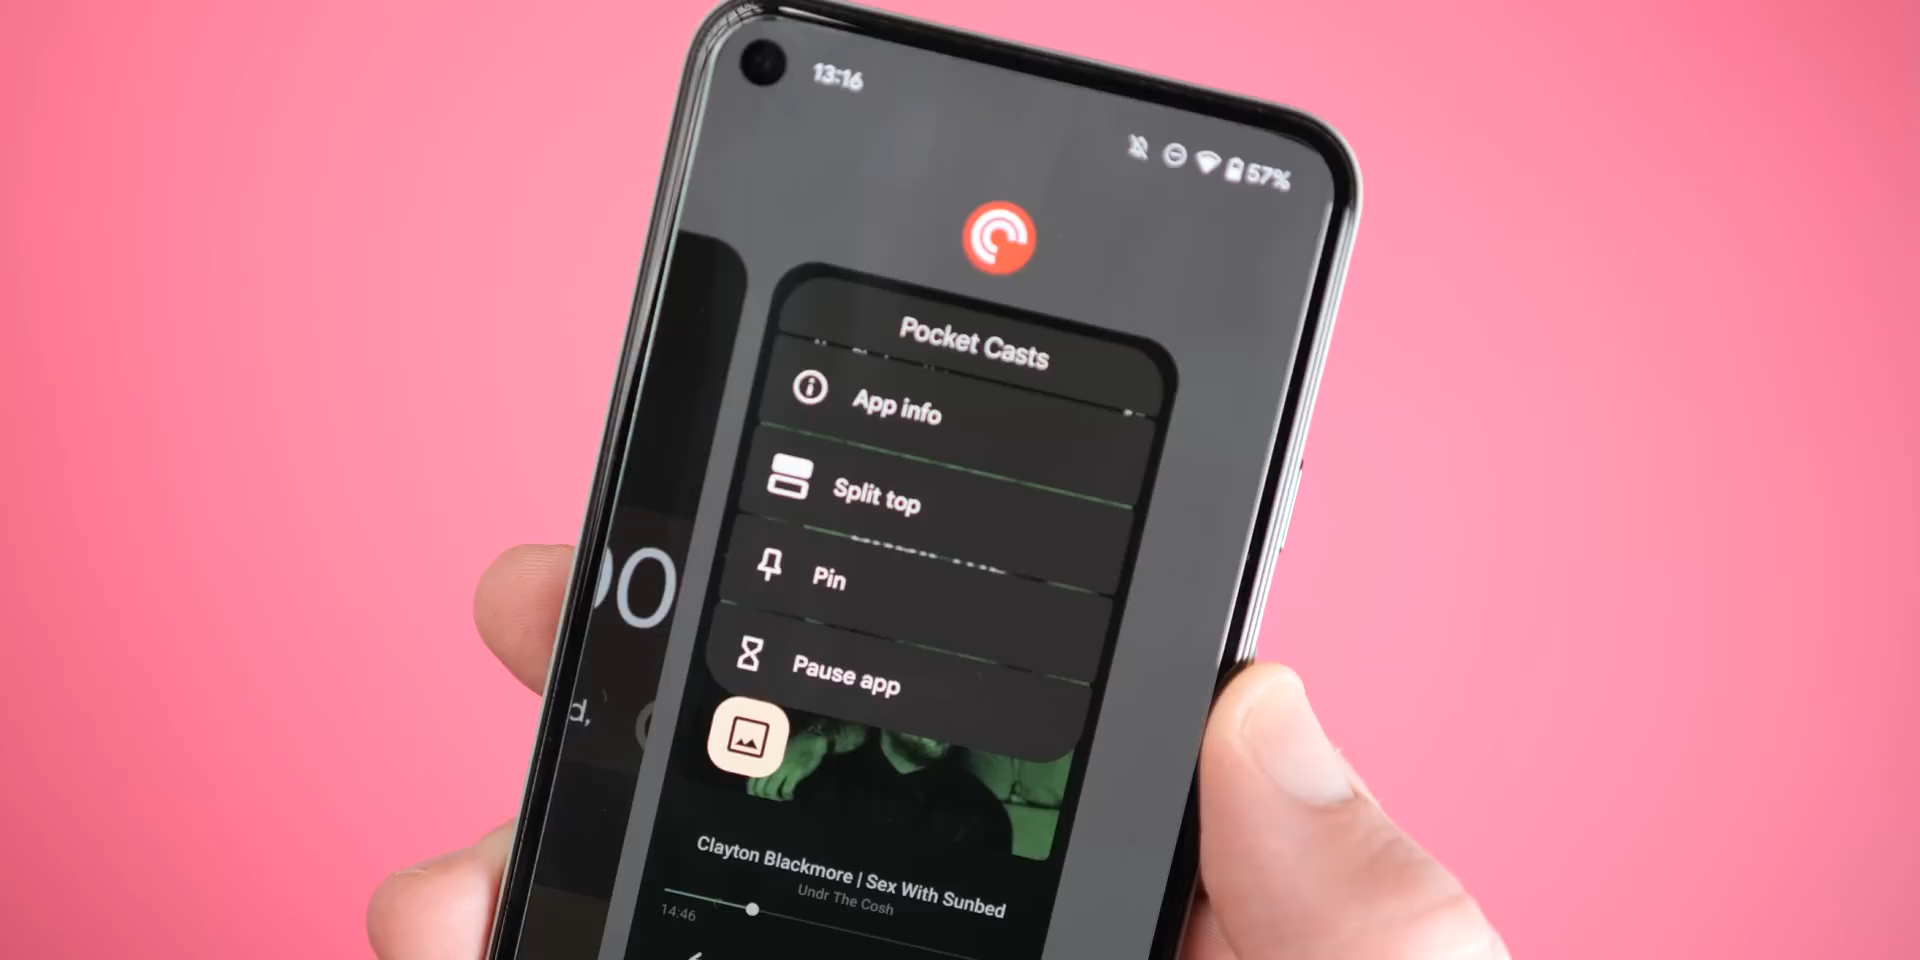 13:16
57%
Pocket Casts
App info
Split top
Pin
Pause app
00
d,
Clayton Blackmore | Sex With Sunbed
Undr The Cosh
14:46